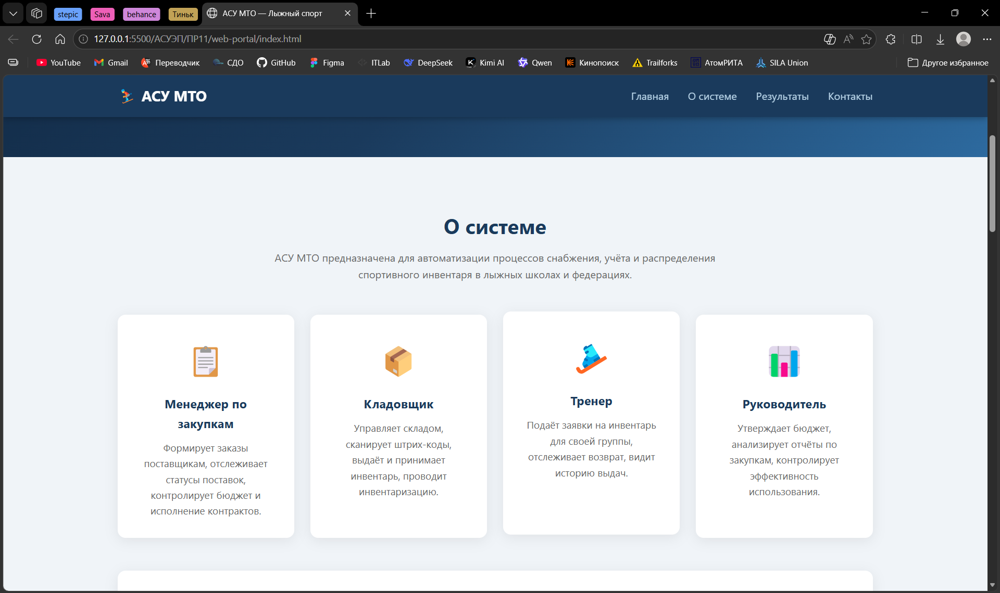 stepic
Sava
behance
Тиньк
АСУ МТО — Лыжный спорт
127.0.0.1:5500/АСУЭП/ПР11/web-portal/index.html
YouTube
Gmail
Переводчик
СДО
GitHub
Figma
ITLab
DeepSeek
Kimi AI
Qwen
Кинопоиск
Trailforks
АтомРИТА
SILA Union
Другое избранное
АСУ МТО
Главная
О системе
Результаты
Контакты
О системе
АСУ МТО предназначена для автоматизации процессов снабжения, учёта и распределения
спортивного инвентаря в лыжных школах и федерациях.
Менеджер по
закупкам
Формирует заказы
поставщикам, отслеживает
статусы поставок,
контролирует бюджет и
исполнение контрактов.
Кладовщик
Управляет складом,
сканирует штрих-коды,
выдаёт и принимает
инвентарь, проводит
инвентаризацию.
Тренер
Подаёт заявки на инвентарь
для своей группы,
отслеживает возврат, видит
историю выдач.
Руководитель
Утверждает бюджет,
анализирует отчёты по
закупкам, контролирует
эффективность
использования.